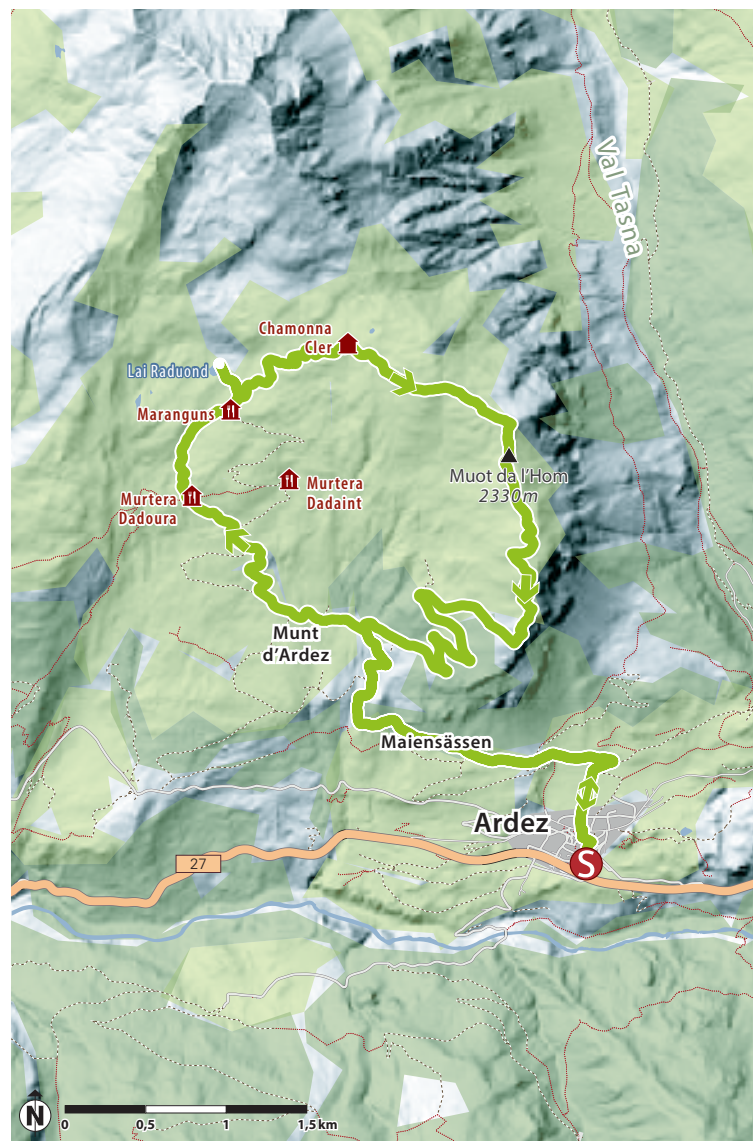 Val Tasna
Chamonna
Cler
Lai Raduond
Maranguns
Murtera
Dadaint
Murtera
Dadoura
Muot da l'Hom
2330 m
Munt
d'Ardez
Maiensässen
Ardez
S
27
N
0
0,5
1
1,5 km